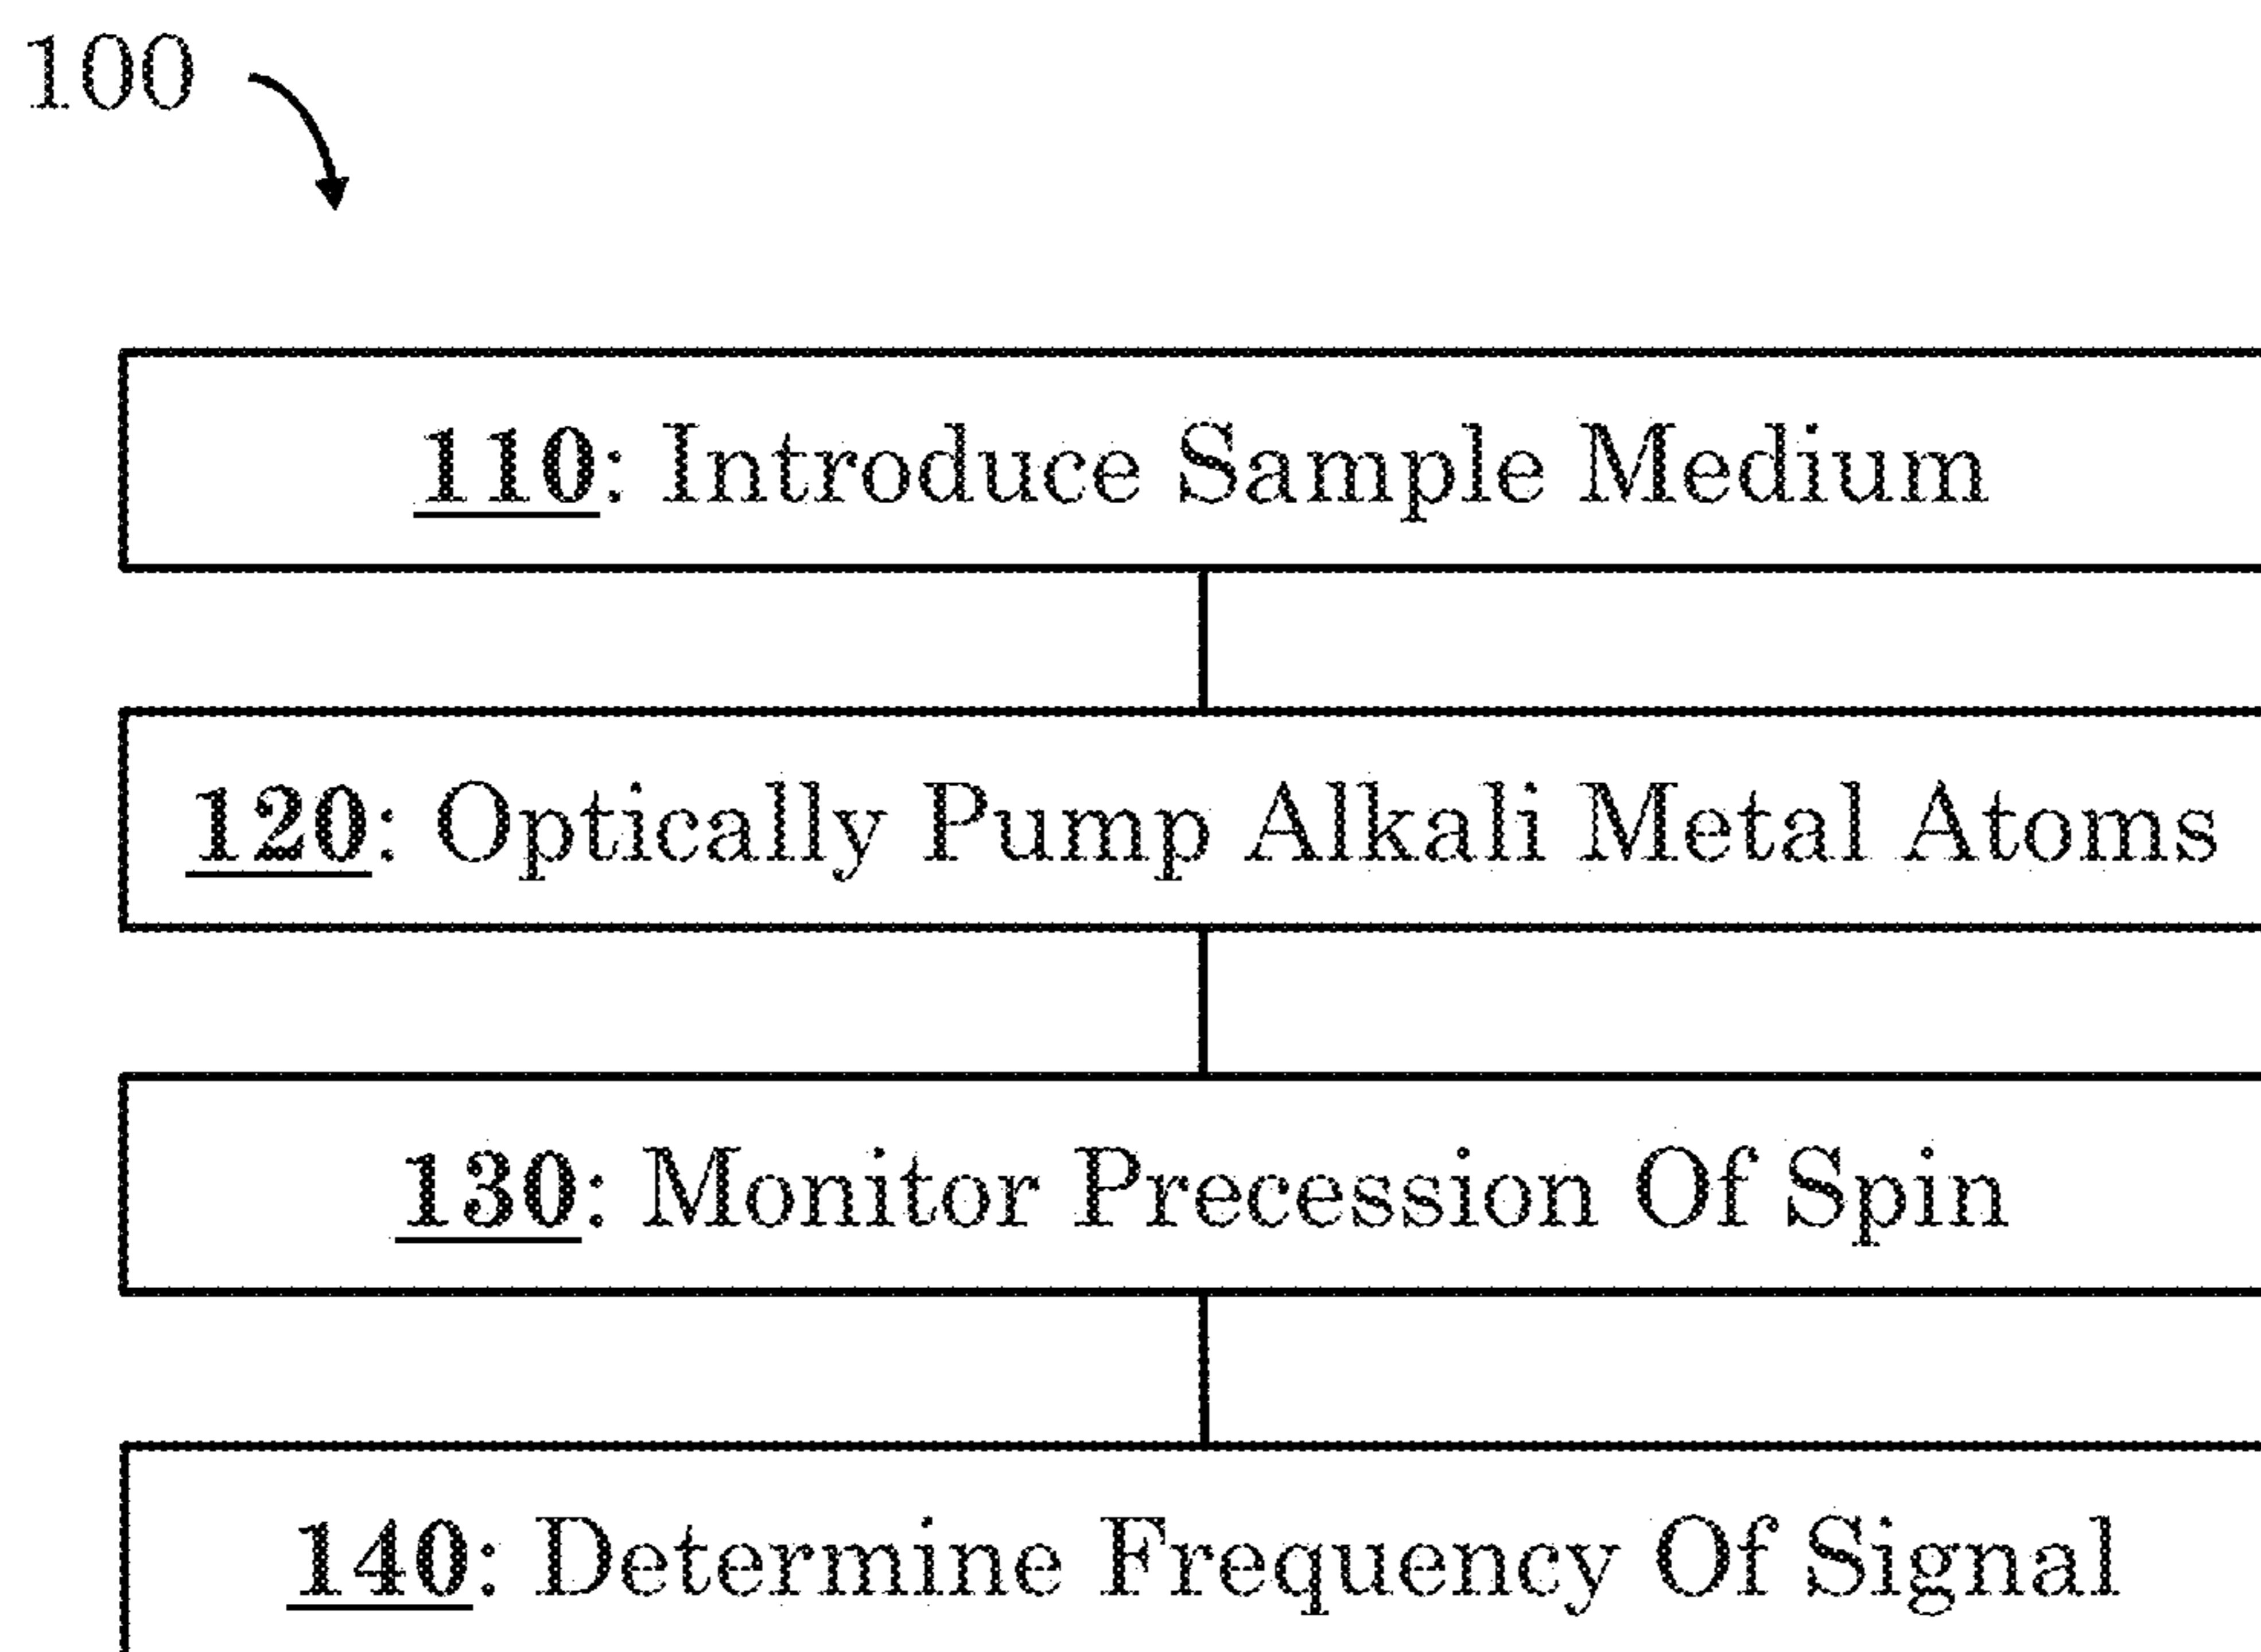 100
110: Introduce Sample Medium
120: Optically Pump Alkali Metal Atoms
130: Monitor Precession Of Spin
140: Determine Frequency Of Signal